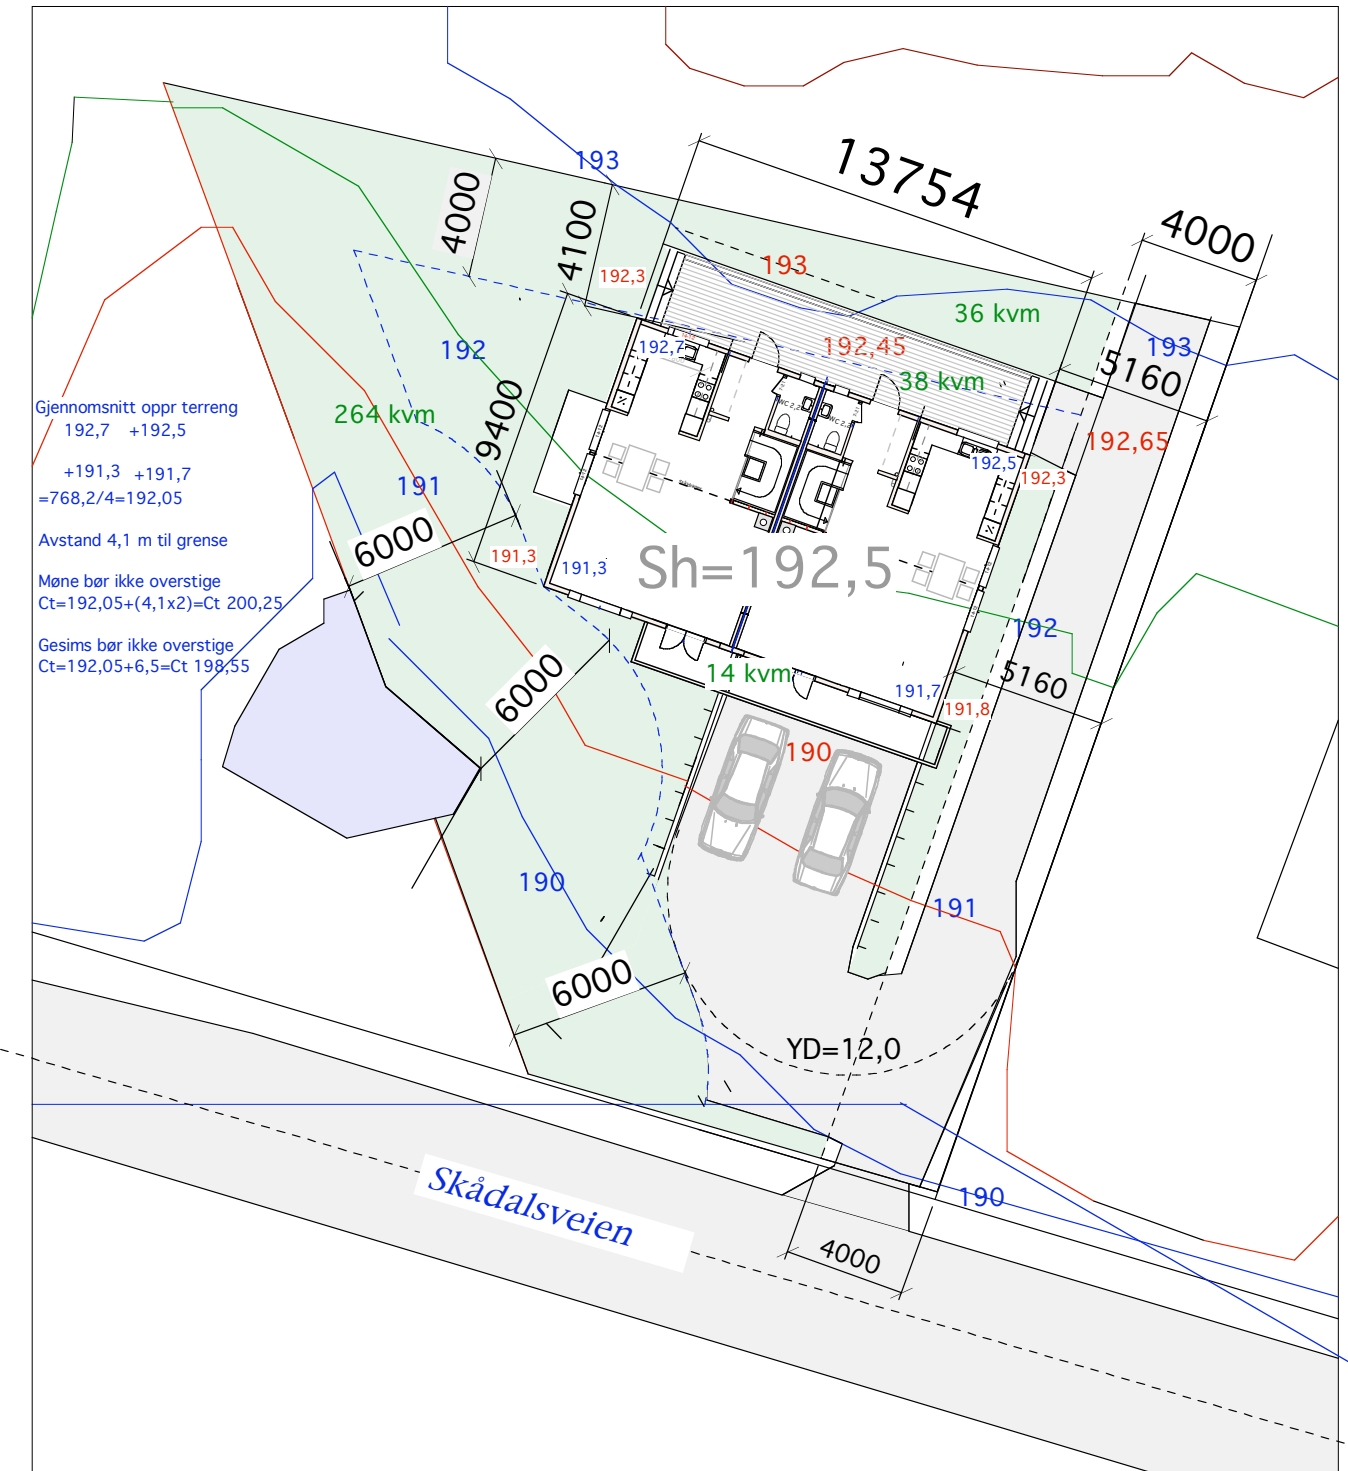 13754
4000
193
4000
4100
193
192,3
36 kvm
192
192,7
192,45
193
5160
38 kvm
Gjennomsnitt oppr terreng
192,7 +192,5
264 kvm
9400
192,65
+191,3 +191,7
=768,2/4=192,05
191
192,5
192,3
Avstand 4,1 m til grense
6000
191,3
191,3
Sh=192,5
Møne bør ikke overstige
Ct=192,05+(4,1x2)=Ct 200,25
192
Gesims bør ikke overstige
Ct=192,05+6,5=Ct 198,55
6000
14 kvm
191,7
5160
191,8
190
190
191
6000
YD=12,0
Skådalsveien
190
4000